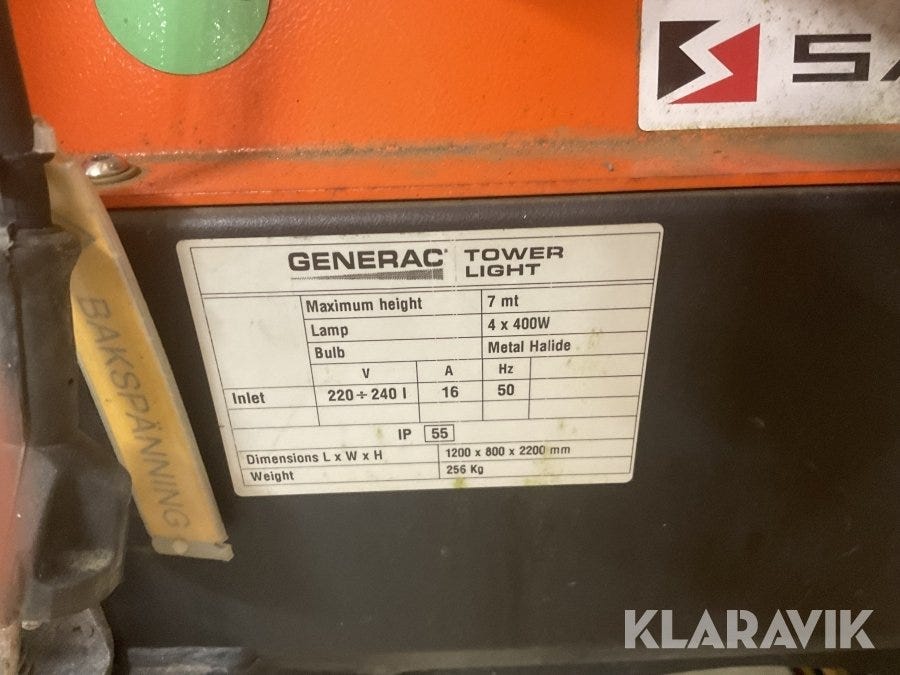 SA
GENERAC® TOWER
LIGHT
Maximum height 7 mt
Lamp 4 x 400W
Bulb Metal Halide
V A Hz
Inlet 220 ÷ 240 I 16 50
IP 55
Dimensions L x W x H 1200 x 800 x 2200 mm
Weight 256 Kg
BAKSPÄNNING
KLARAVIK